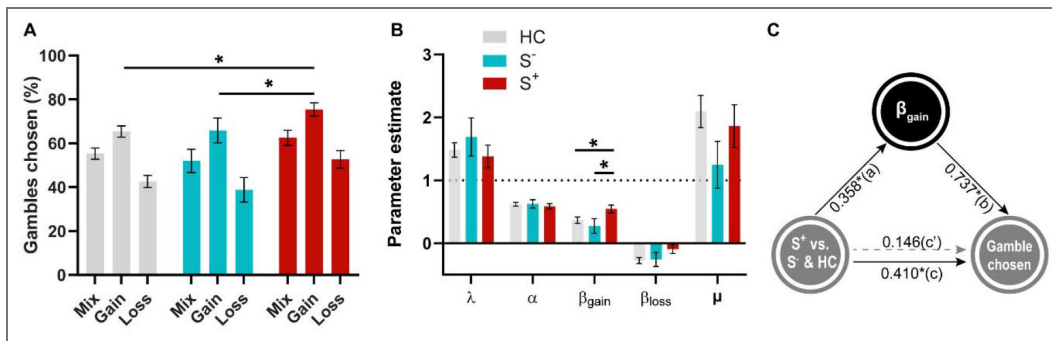 A
Gambles chosen (%)
100
80
60
40
20
0
*
*
Mix Gain Loss Mix Gain Loss Mix Gain Loss
B
HC
S⁻
S⁺
Parameter estimate
3
2
1
0
*
*
λ α βgain βloss μ
C
βgain
0.358*(a)
0.737*(b)
S⁺ vs.
S⁻ & HC
0.146(c')
0.410*(c)
Gamble
chosen